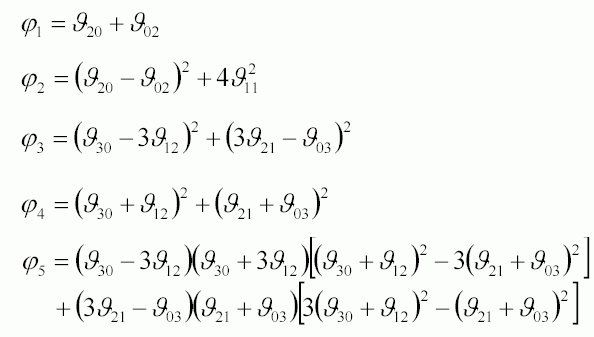 φ₁ = ϑ₂₀ + ϑ₀₂
φ₂ = (ϑ₂₀ − ϑ₀₂)² + 4ϑ₁₁²
φ₃ = (ϑ₃₀ − 3ϑ₁₂)² + (3ϑ₂₁ − ϑ₀₃)²
φ₄ = (ϑ₃₀ + ϑ₁₂)² + (ϑ₂₁ + ϑ₀₃)²
φ₅ = (ϑ₃₀ − 3ϑ₁₂)(ϑ₃₀ + 3ϑ₁₂)[(ϑ₃₀ + ϑ₁₂)² − 3(ϑ₂₁ + ϑ₀₃)²]
+ (3ϑ₂₁ − ϑ₀₃)(ϑ₂₁ + ϑ₀₃)[3(ϑ₃₀ + ϑ₁₂)² − (ϑ₂₁ + ϑ₀₃)²]